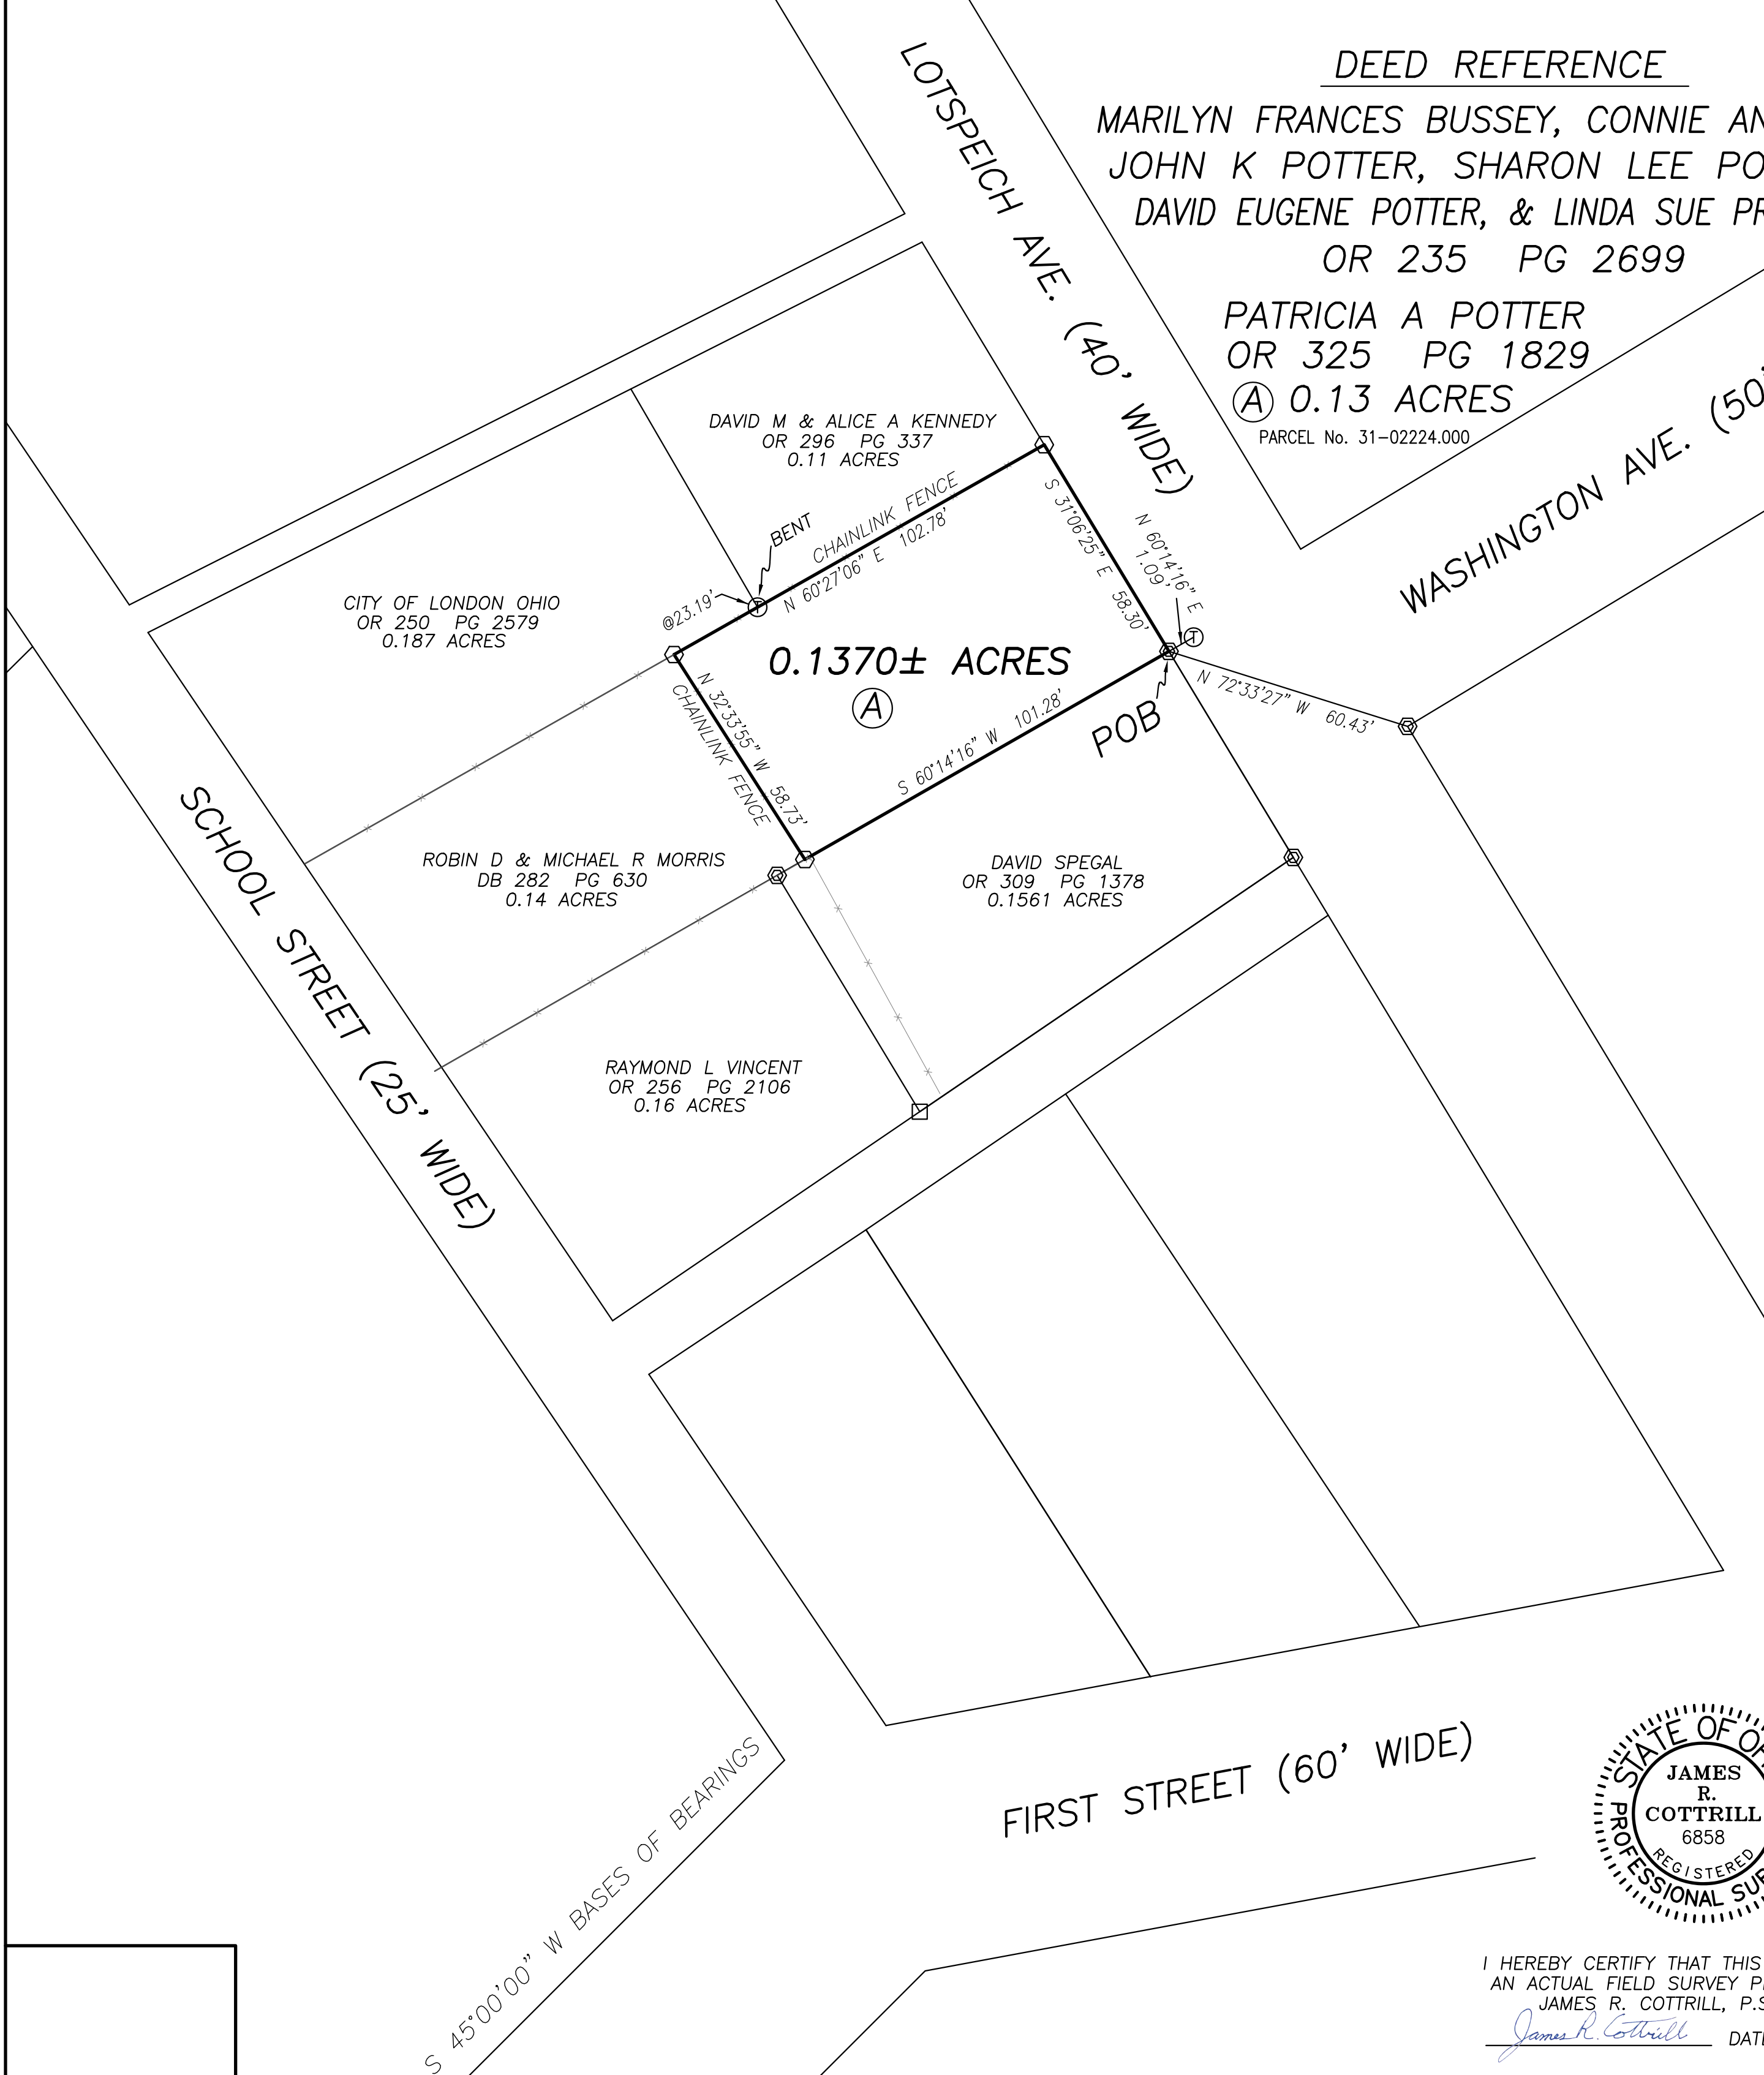 DEED REFERENCE
MARILYN FRANCES BUSSEY, CONNIE AN
JOHN K POTTER, SHARON LEE PO
DAVID EUGENE POTTER, & LINDA SUE PR
OR 235 PG 2699
PATRICIA A POTTER
OR 325 PG 1829
A 0.13 ACRES
PARCEL No. 31-02224.000
LOTSPEICH AVE. (40' WIDE)
WASHINGTON AVE. (50'
DAVID M & ALICE A KENNEDY
OR 296 PG 337
0.11 ACRES
CHAINLINK FENCE
N 60°27'06" E 102.78'
BENT
T
@23.19'
S 31°06'25" E 58.30'
N 60°14'16" E
1.09'
T
CITY OF LONDON OHIO
OR 250 PG 2579
0.187 ACRES
0.1370± ACRES
A
N 32°33'55" W 58.73'
CHAINLINK FENCE
S 60°14'16" W 101.28'
POB
N 72°33'27" W 60.43'
SCHOOL STREET (25' WIDE)
ROBIN D & MICHAEL R MORRIS
DB 282 PG 630
0.14 ACRES
DAVID SPEGAL
OR 309 PG 1378
0.1561 ACRES
RAYMOND L VINCENT
OR 256 PG 2106
0.16 ACRES
FIRST STREET (60' WIDE)
S 45°00'00" W BASES OF BEARINGS
STATE OF O
JAMES
R.
COTTRILL
6858
REGISTERED
PROFESSIONAL SU
I HEREBY CERTIFY THAT THIS
AN ACTUAL FIELD SURVEY P
JAMES R. COTTRILL, P.S
James R. Cottrill DATE